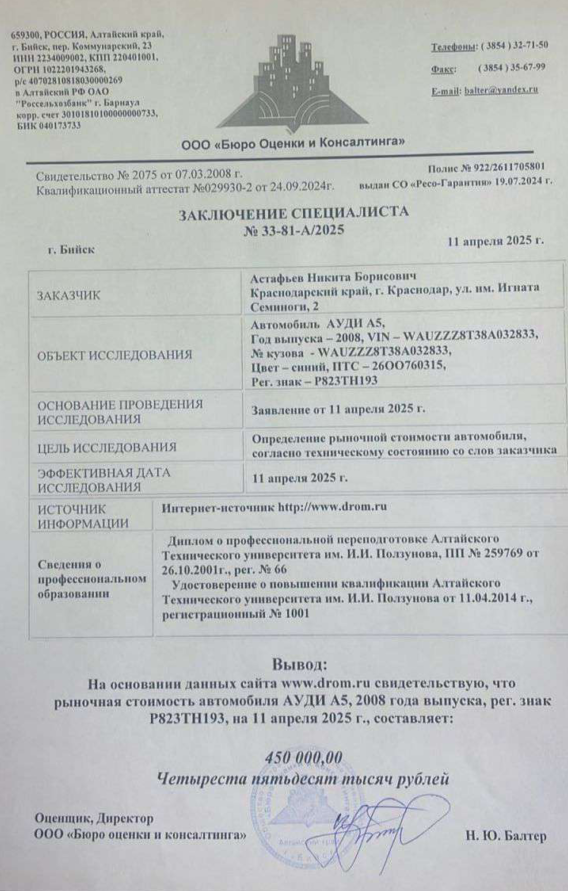 659300, РОССИЯ, Алтайский край,
г. Бийск, пер. Коммунарский, 23
ИНН 2234009002, КПП 220401001,
ОГРН 1022201943268,
р/с 40702810818030000269
в Алтайский РФ ОАО
"Россельхозбанк" г. Барнаул
корр. счет 30101810100000000733,
БИК 040173733
Телефоны: ( 3854 ) 32-71-50
Факс: ( 3854 ) 35-67-99
E-mail: balter@yandex.ru
ООО «Бюро Оценки и Консалтинга»
Свидетельство № 2075 от 07.03.2008 г.
Квалификационный аттестат №029930-2 от 24.09.2024г.
Полис № 922/2611705801
выдан СО «Ресо-Гарантия» 19.07.2024 г.
ЗАКЛЮЧЕНИЕ СПЕЦИАЛИСТА
№ 33-81-А/2025
г. Бийск
11 апреля 2025 г.
ЗАКАЗЧИК
Астафьев Никита Борисович
Краснодарский край, г. Краснодар, ул. им. Игната
Семиноги, 2
ОБЪЕКТ ИССЛЕДОВАНИЯ
Автомобиль АУДИ А5,
Год выпуска – 2008, VIN – WAUZZZ8T38A032833,
№ кузова - WAUZZZ8T38A032833,
Цвет – синий, ПТС – 26ОО760315,
Рег. знак – Р823ТН193
ОСНОВАНИЕ ПРОВЕДЕНИЯ
ИССЛЕДОВАНИЯ
Заявление от 11 апреля 2025 г.
ЦЕЛЬ ИССЛЕДОВАНИЯ
Определение рыночной стоимости автомобиля,
согласно техническому состоянию со слов заказчика
ЭФФЕКТИВНАЯ ДАТА
ИССЛЕДОВАНИЯ
11 апреля 2025 г.
ИСТОЧНИК
ИНФОРМАЦИИ
Интернет-источник http://www.drom.ru
Сведения о
профессиональном
образовании
Диплом о профессиональной переподготовке Алтайского
Технического университета им. И.И. Ползунова, ПП № 259769 от
26.10.2001г., рег. № 66
Удостоверение о повышении квалификации Алтайского
Технического университета им. И.И. Ползунова от 11.04.2014 г.,
регистрационный № 1001
Вывод:
На основании данных сайта www.drom.ru свидетельствую, что
рыночная стоимость автомобиля АУДИ А5, 2008 года выпуска, рег. знак
Р823ТН193, на 11 апреля 2025 г., составляет:
450 000,00
Четыреста пятьдесят тысяч рублей
Оценщик, Директор
ООО «Бюро оценки и консалтинга»
Н. Ю. Балтер